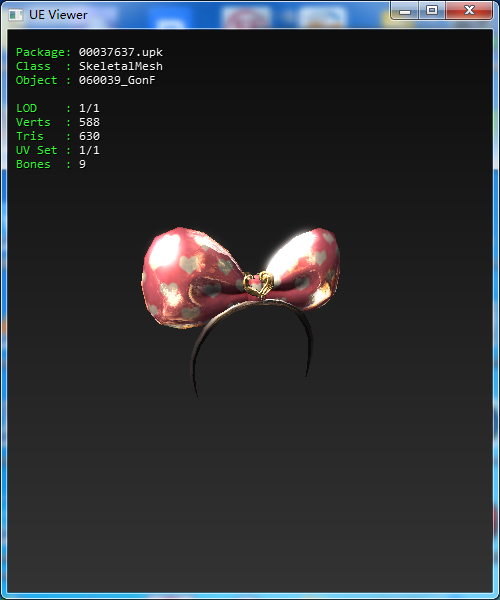 UE Viewer
Package: 00037637.upk
Class : SkeletalMesh
Object : 060039_GonF
LOD : 1/1
Verts : 588
Tris : 630
UV Set : 1/1
Bones : 9